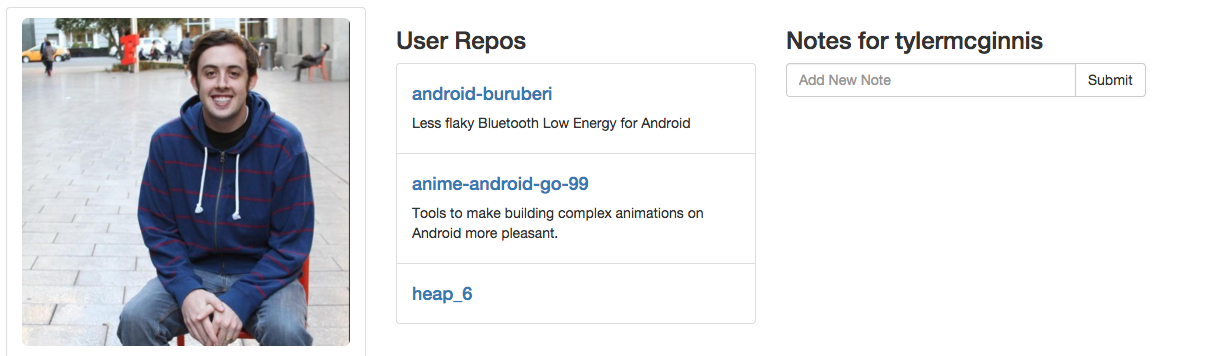 User Repos
android-buruberi
Less flaky Bluetooth Low Energy for Android
anime-android-go-99
Tools to make building complex animations on
Android more pleasant.
heap_6
Notes for tylermcginnis
Add New Note
Submit